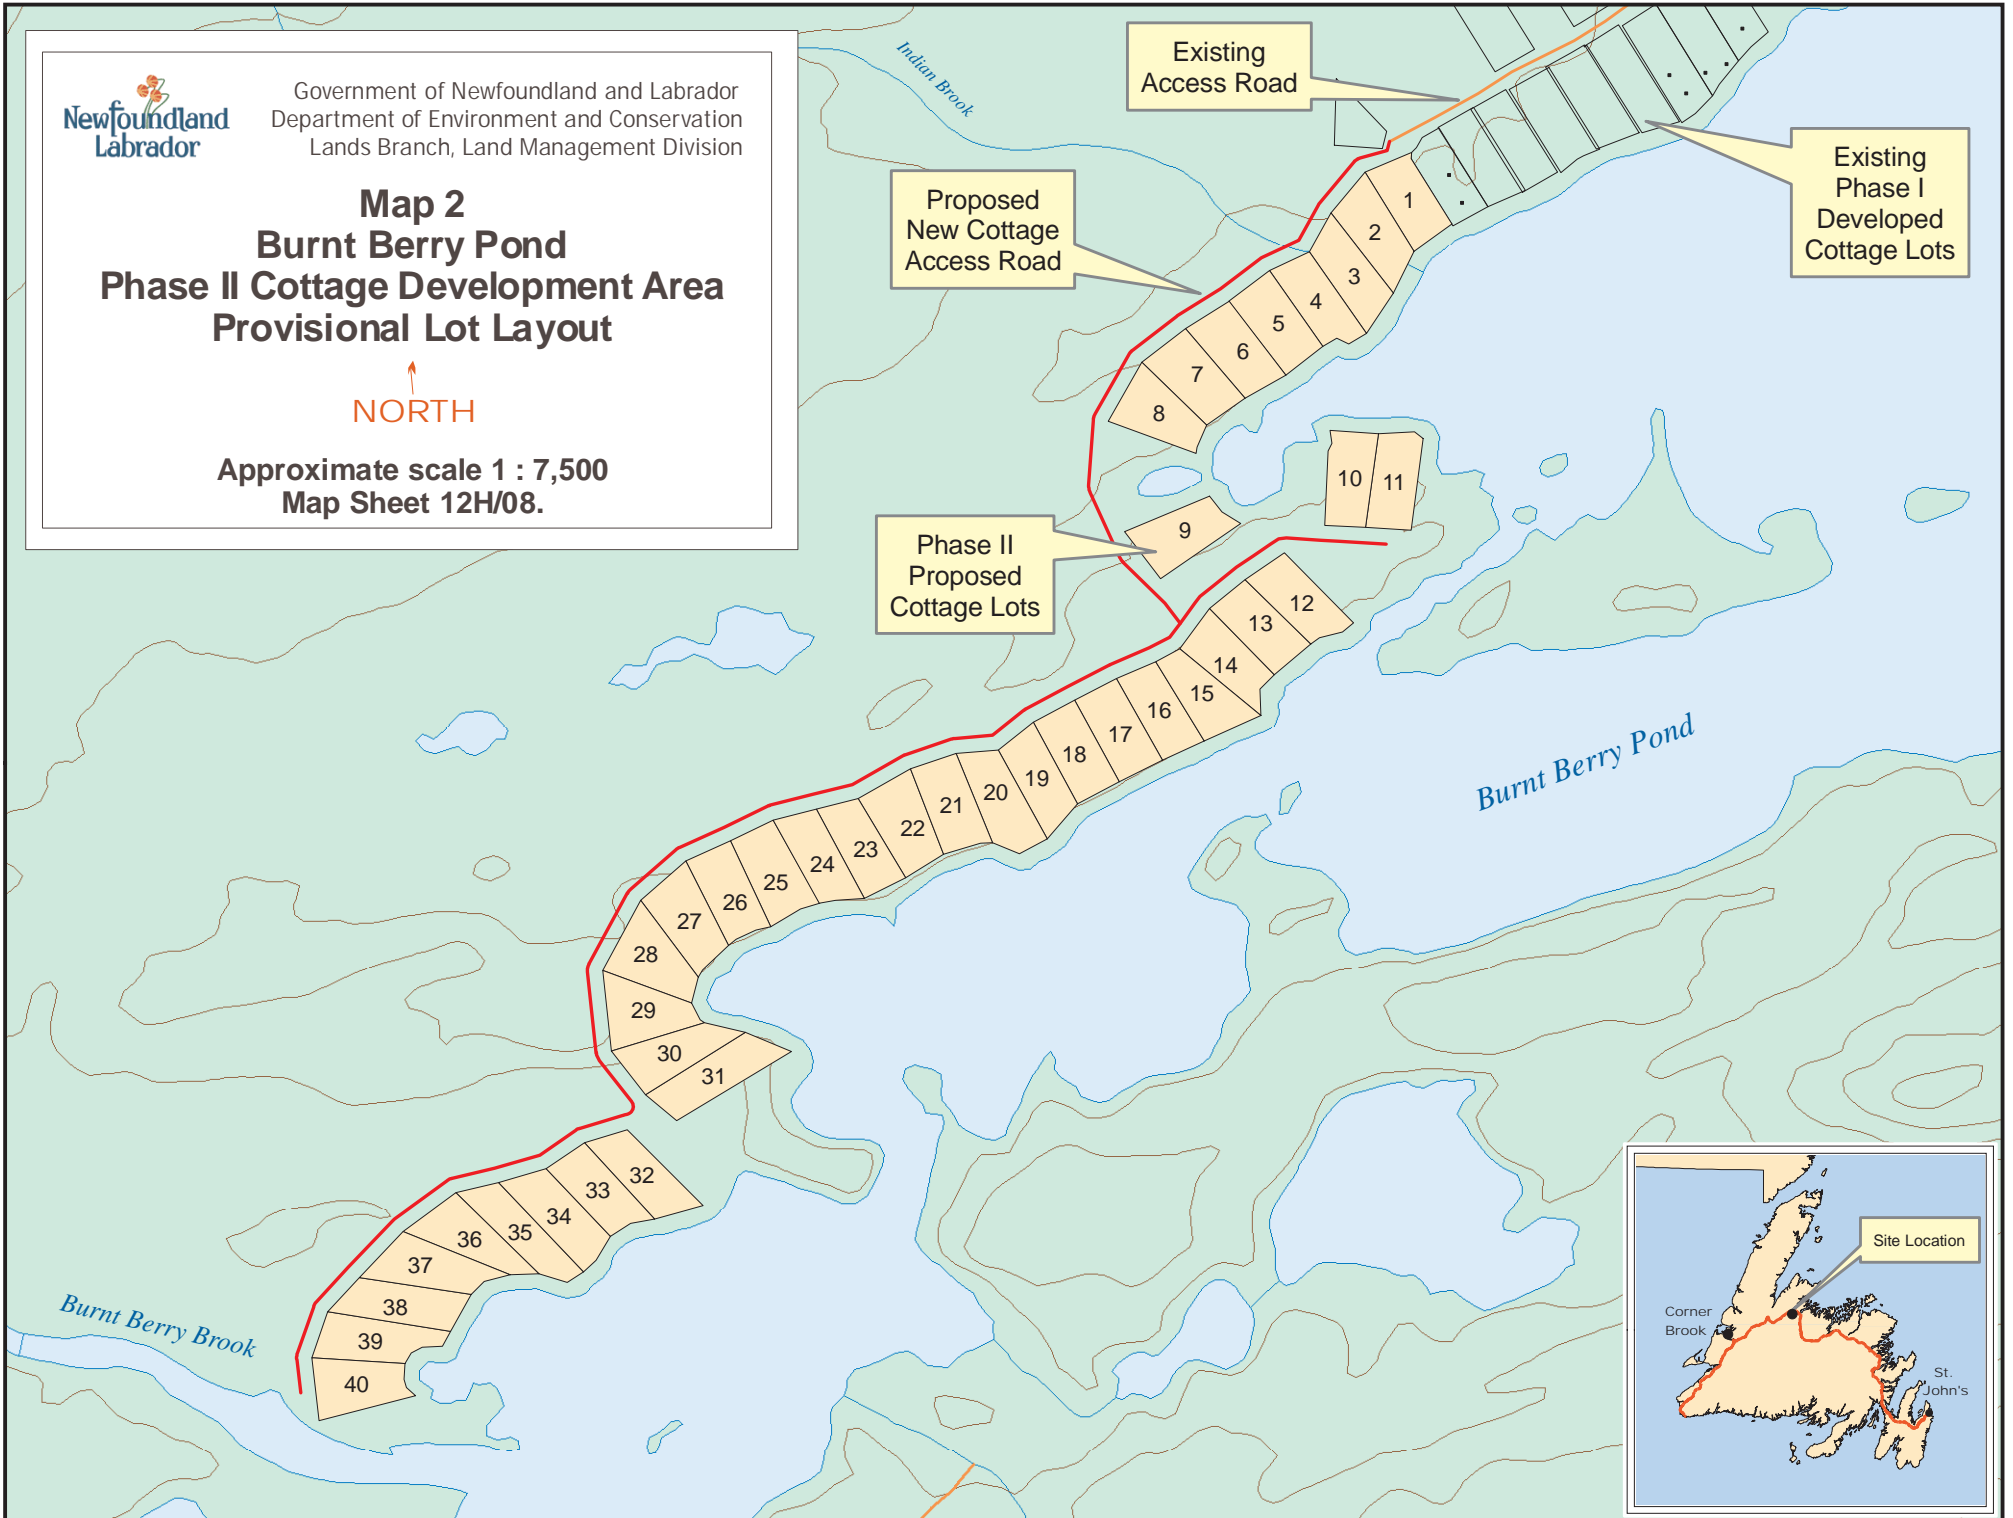 Newfoundland
Labrador
Government of Newfoundland and Labrador
Department of Environment and Conservation
Lands Branch, Land Management Division
Map 2
Burnt Berry Pond
Phase II Cottage Development Area
Provisional Lot Layout
NORTH
Approximate scale 1 : 7,500
Map Sheet 12H/08.
Indian Brook
Existing
Access Road
Existing
Phase I
Developed
Cottage Lots
Proposed
New Cottage
Access Road
Phase II
Proposed
Cottage Lots
1
2
3
4
5
6
7
8
9
10
11
12
13
14
15
16
17
18
19
20
21
22
23
24
25
26
27
28
29
30
31
32
33
34
35
36
37
38
39
40
Burnt Berry Pond
Burnt Berry Brook
Site Location
Corner
Brook
St.
John's